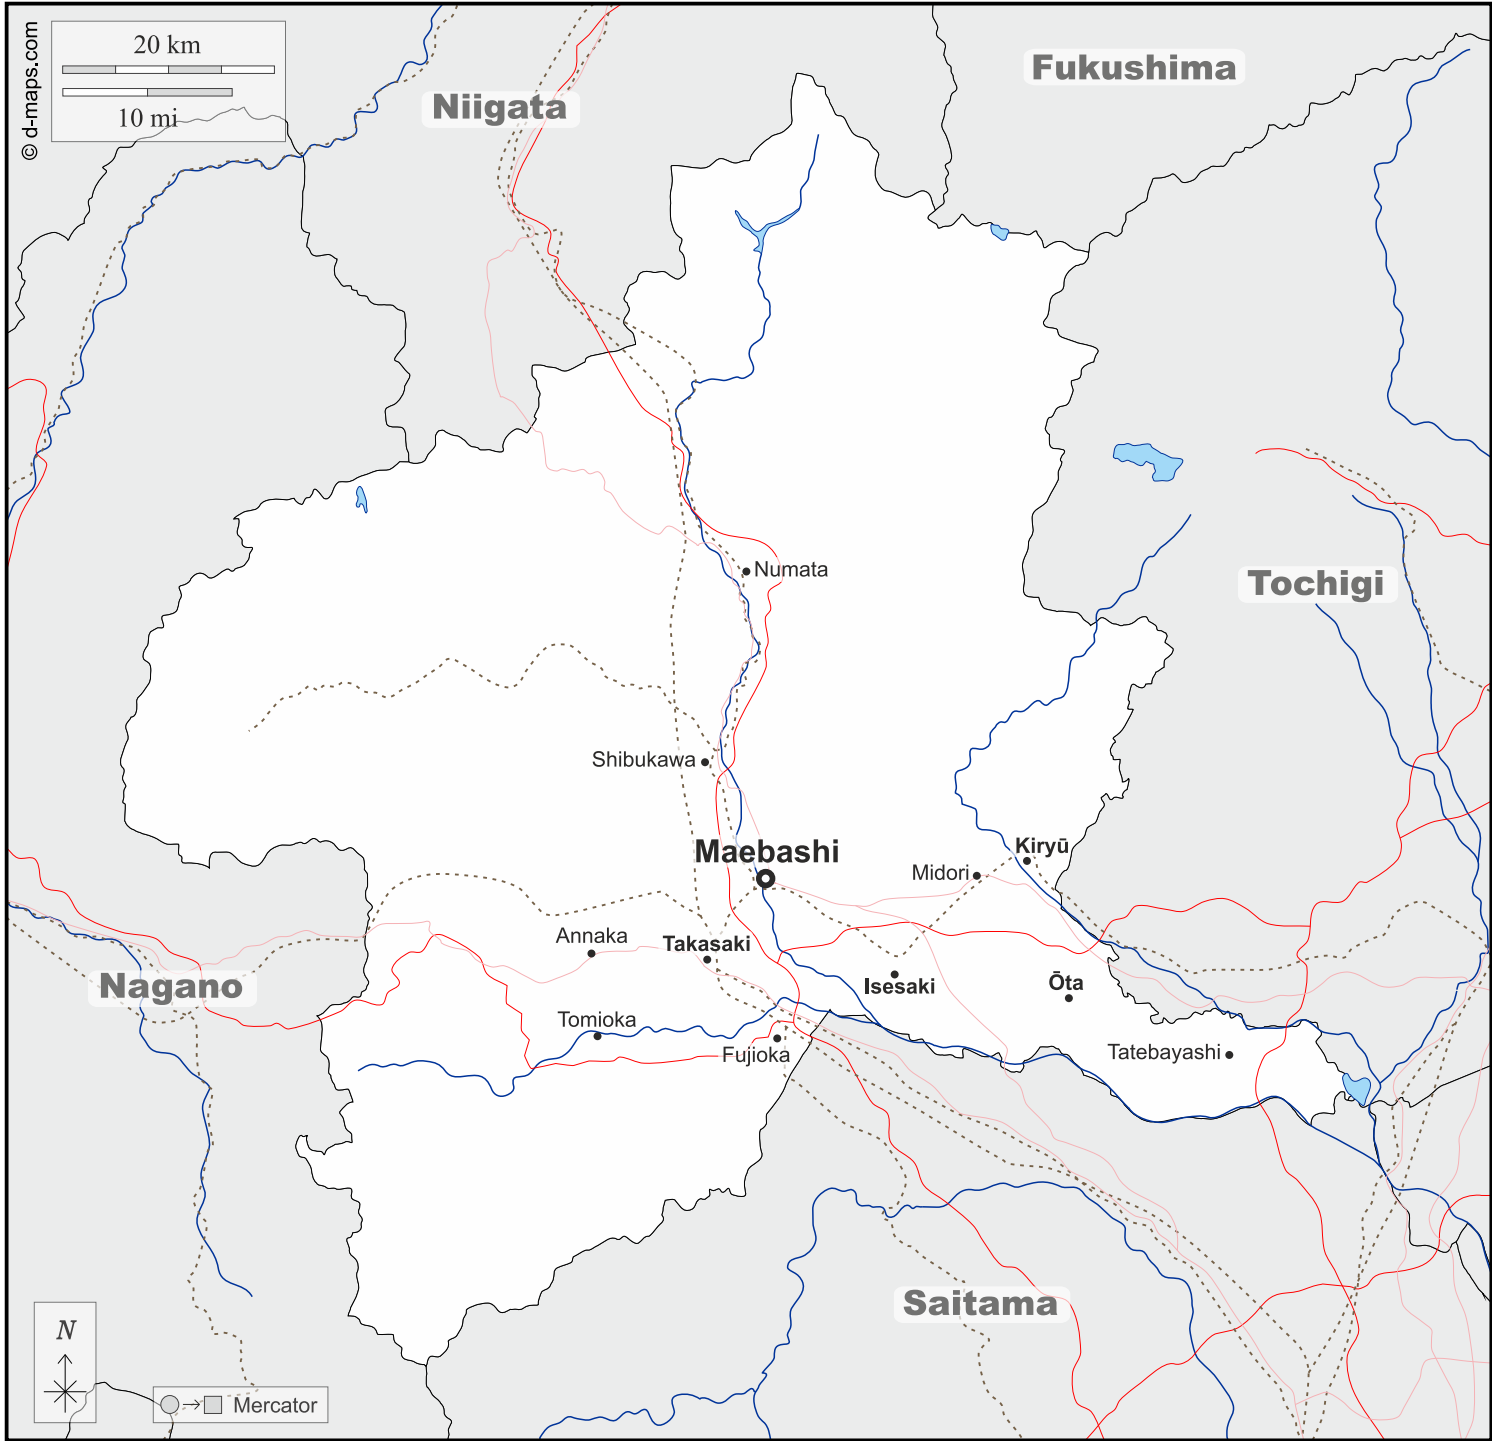 © d-maps.com
20 km
10 mi
Niigata
Fukushima
Tochigi
Numata
Shibukawa
Maebashi
Kiryū
Midori
Annaka
Takasaki
Isesaki
Ōta
Nagano
Tomioka
Fujioka
Tatebayashi
Saitama
N
Mercator